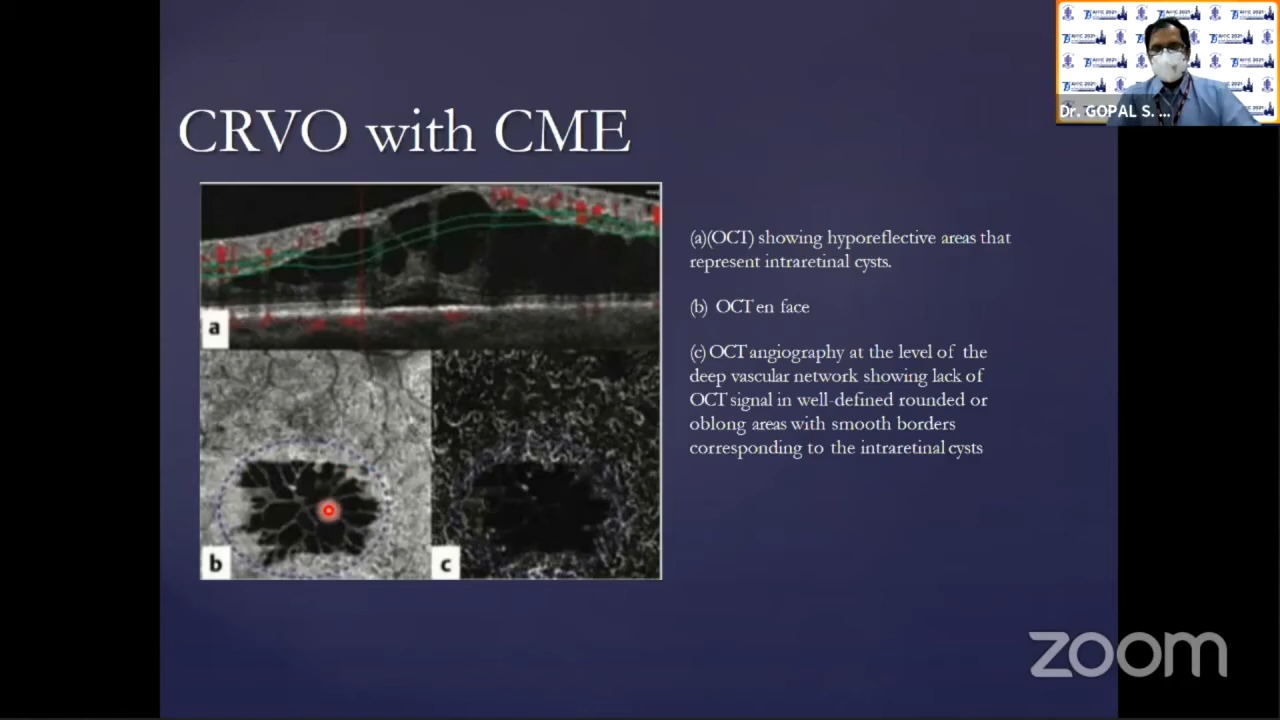 CRVO with CME
(a)(OCT) showing hyporeflective areas that
represent intraretinal cysts.
(b) OCT en face
(c) OCT angiography at the level of the
deep vascular network showing lack of
OCT signal in well-defined rounded or
oblong areas with smooth borders
corresponding to the intraretinal cysts
a
b
c
Dr. GOPAL S. ...
zoom